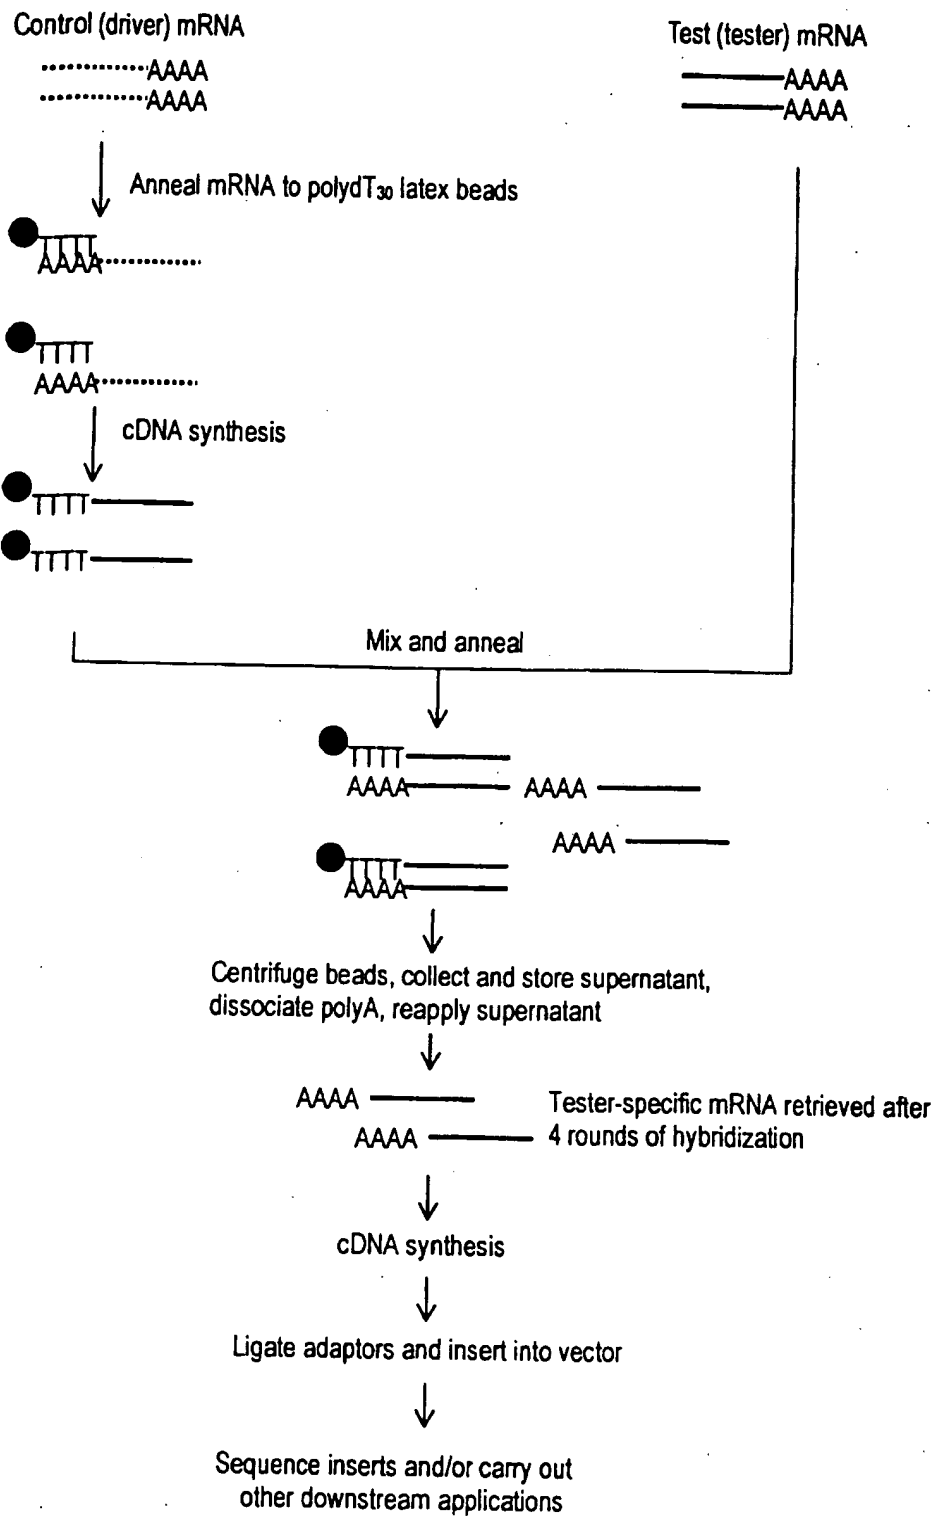 Control (driver) mRNA
Test (tester) mRNA
AAAA
AAAA
AAAA
AAAA
Anneal mRNA to polydT₃₀ latex beads
TTTT
AAAA
TTTT
AAAA
cDNA synthesis
TTTT
TTTT
Mix and anneal
TTTT
AAAA
AAAA
AAAA
TTTT
AAAA
Centrifuge beads, collect and store supernatant,
dissociate polyA, reapply supernatant
AAAA
AAAA
Tester-specific mRNA retrieved after
4 rounds of hybridization
cDNA synthesis
Ligate adaptors and insert into vector
Sequence inserts and/or carry out
other downstream applications